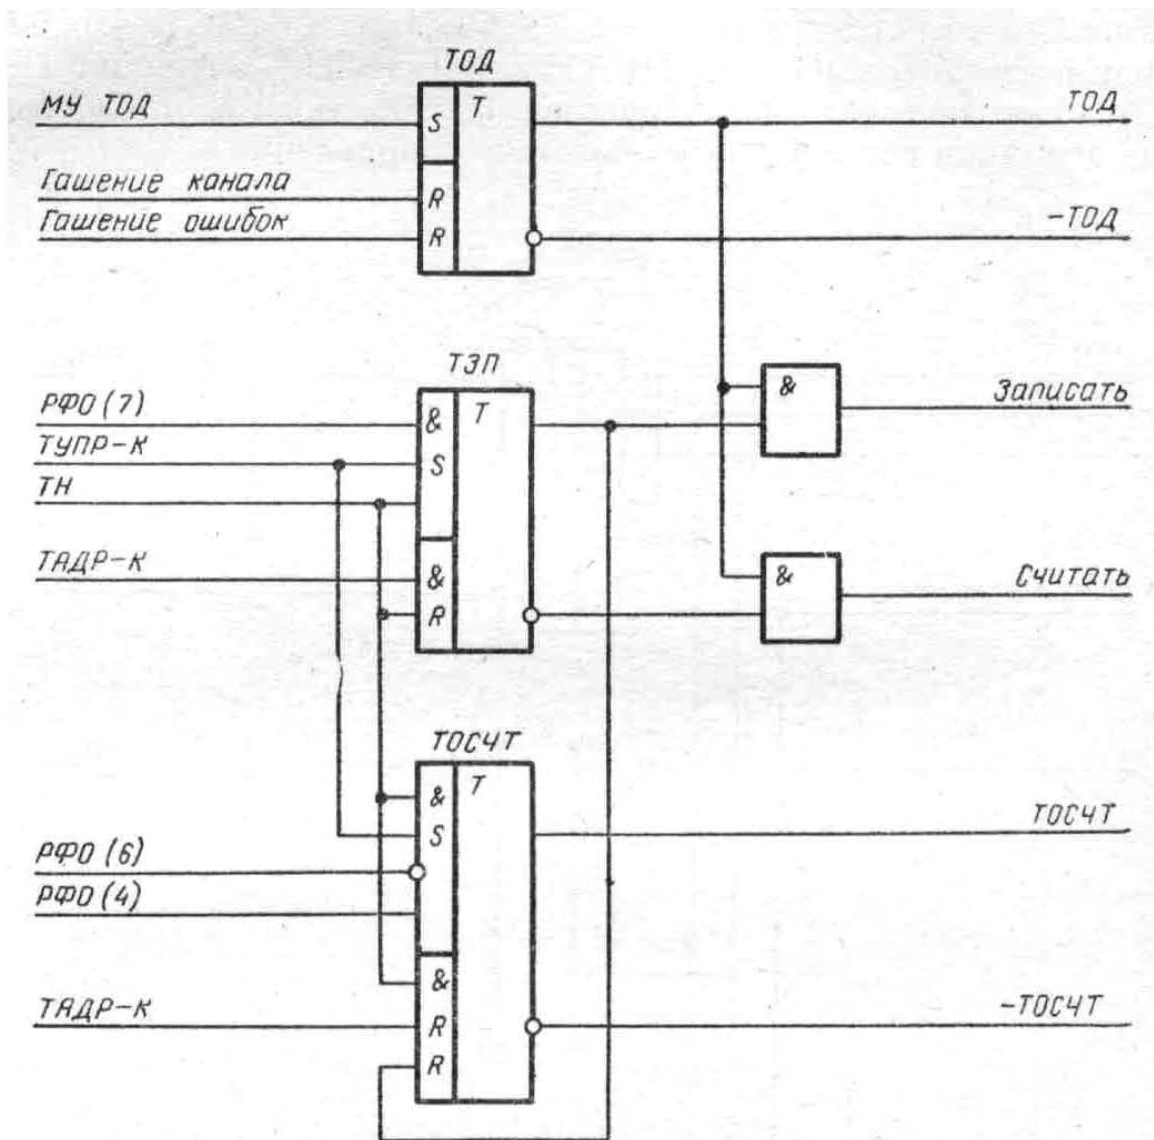 ТОД
МУ ТОД
S
T
ТОД
Гашение канала
R
Гашение ошибок
R
-ТОД
ТЗП
РФО(7)
&
T
&
Записать
ТУПР-К
S
ТН
ТАДР-К
&
&
Считать
R
ТОСЧТ
&
T
S
ТОСЧТ
РФО(6)
РФО(4)
&
ТАДР-К
R
-ТОСЧТ
R